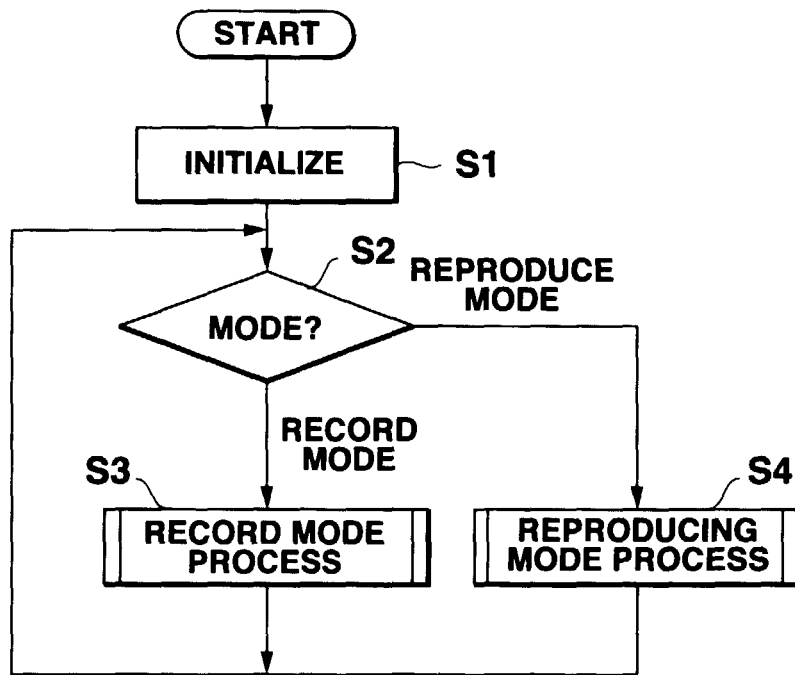 START
INITIALIZE
S1
S2
REPRODUCE
MODE
MODE?
RECORD
MODE
S3
S4
RECORD MODE
PROCESS
REPRODUCING
MODE PROCESS